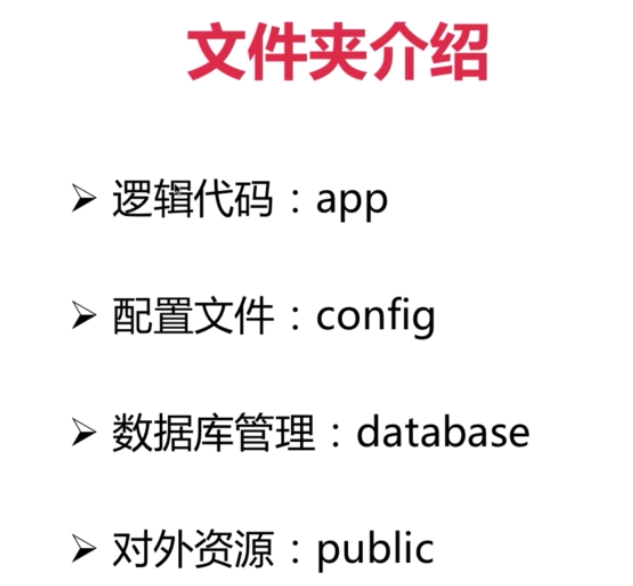 文件夹介绍
➢ 逻辑代码：app
➢ 配置文件：config
➢ 数据库管理：database
➢ 对外资源：public